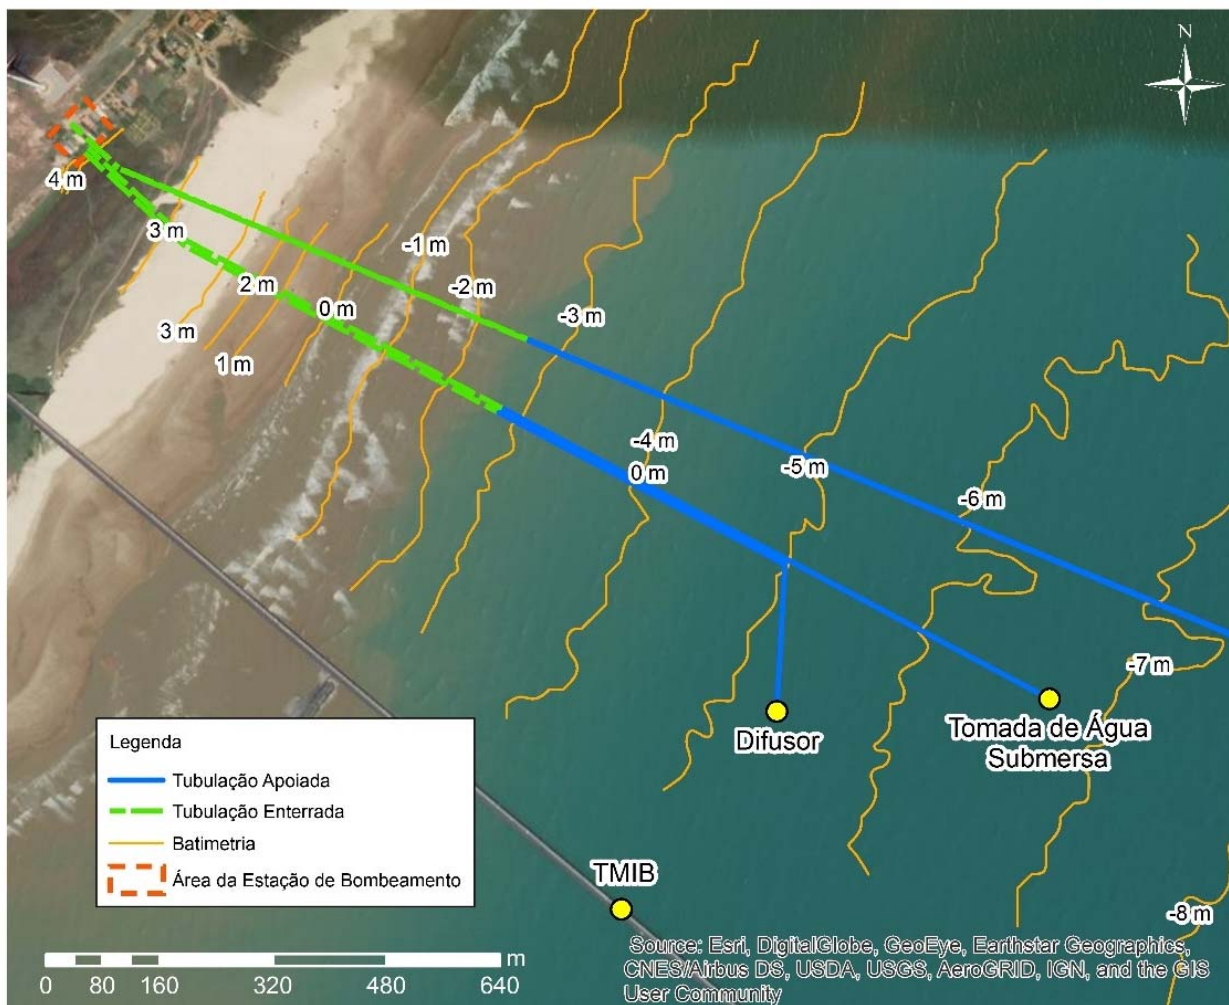 N
4 m
3 m
-1 m
2 m
-2 m
0 m
-3 m
3 m
1 m
-4 m
0 m
-5 m
-6 m
-7 m
Difusor
Tomada de Água
Submersa
Legenda
Tubulação Apoiada
Tubulação Enterrada
Batimetria
Área da Estação de Bombeamento
TMIB
-8 m
m
0 80 160 320 480 640
Source: Esri, DigitalGlobe, GeoEye, Earthstar Geographics,
CNES/Airbus DS, USDA, USGS, AeroGRID, IGN, and the GIS
User Community